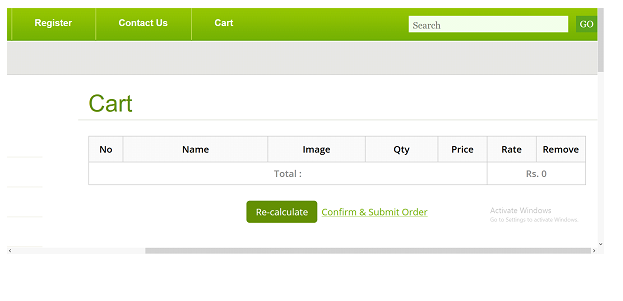 Register Contact Us Cart Search GO
Cart
No Name Image Qty Price Rate Remove
Total : Rs. 0
Re-calculate Confirm & Submit Order
Activate Windows
Go to Settings to activate Windows.